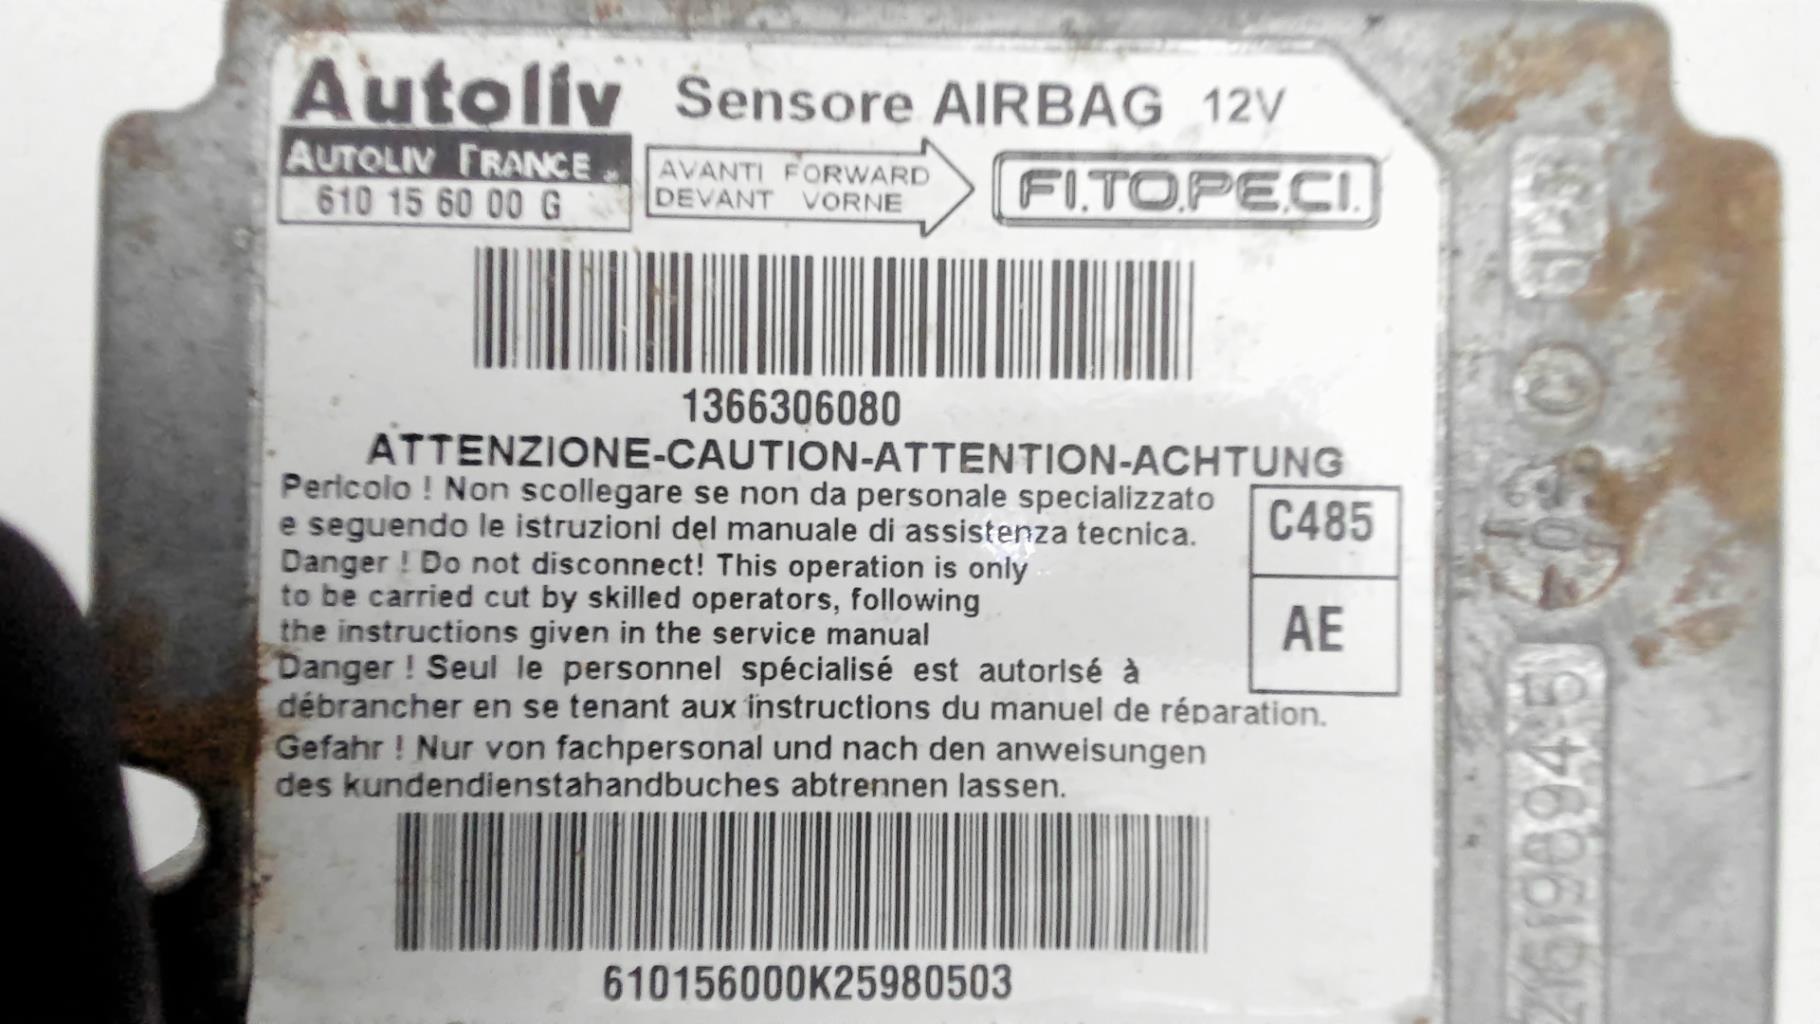 Autoliv Sensore AIRBAG 12V
AUTOLIV FRANCE
610 15 60 00 G
AVANTI FORWARD
DEVANT VORNE
FI.TO.PE.CI.
1366306080
ATTENZIONE-CAUTION-ATTENTION-ACHTUNG
Pericolo ! Non scollegare se non da personale specializzato
e seguendo le istruzioni del manuale di assistenza tecnica.
Danger ! Do not disconnect! This operation is only
to be carried cut by skilled operators, following
the instructions given in the service manual
Danger ! Seul le personnel spécialisé est autorisé à
débrancher en se tenant aux instructions du manuel de réparation.
Gefahr ! Nur von fachpersonal und nach den anweisungen
des kundendienstahandbuches abtrennen lassen.
C485
AE
610156000K25980503